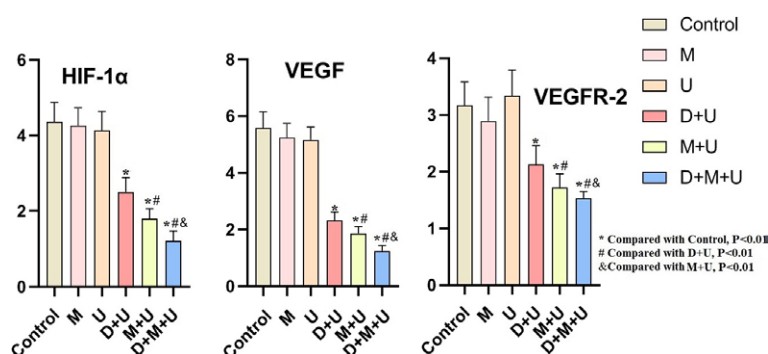 HIF-1α
6
4
2
0
*
*#
*#&
Control
M
U
D+U
M+U
D+M+U
VEGF
8
6
4
2
0
*
*#
*#&
Control
M
U
D+U
M+U
D+M+U
VEGFR-2
4
3
2
1
0
*
*#
*#&
Control
M
U
D+U
M+U
D+M+U
Control
M
U
D+U
M+U
D+M+U
* Compared with Control, P<0.01
# Compared with D+U, P<0.01
&Compared with M+U, P<0.01